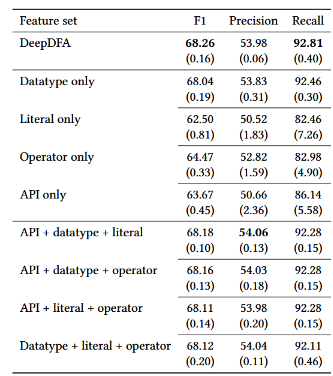 Feature set F1 Precision Recall
DeepDFA 68.26 53.98 92.81
(0.16) (0.06) (0.40)
Datatype only 68.04 53.83 92.46
(0.19) (0.31) (0.30)
Literal only 62.50 50.52 82.46
(0.81) (1.83) (7.26)
Operator only 64.47 52.82 82.98
(0.33) (1.59) (4.90)
API only 63.67 50.66 86.14
(0.45) (2.36) (5.58)
API + datatype + literal 68.18 54.06 92.28
(0.10) (0.13) (0.15)
API + datatype + operator 68.16 54.03 92.28
(0.13) (0.18) (0.15)
API + literal + operator 68.11 53.98 92.28
(0.14) (0.20) (0.15)
Datatype + literal + operator 68.12 54.04 92.11
(0.20) (0.11) (0.46)